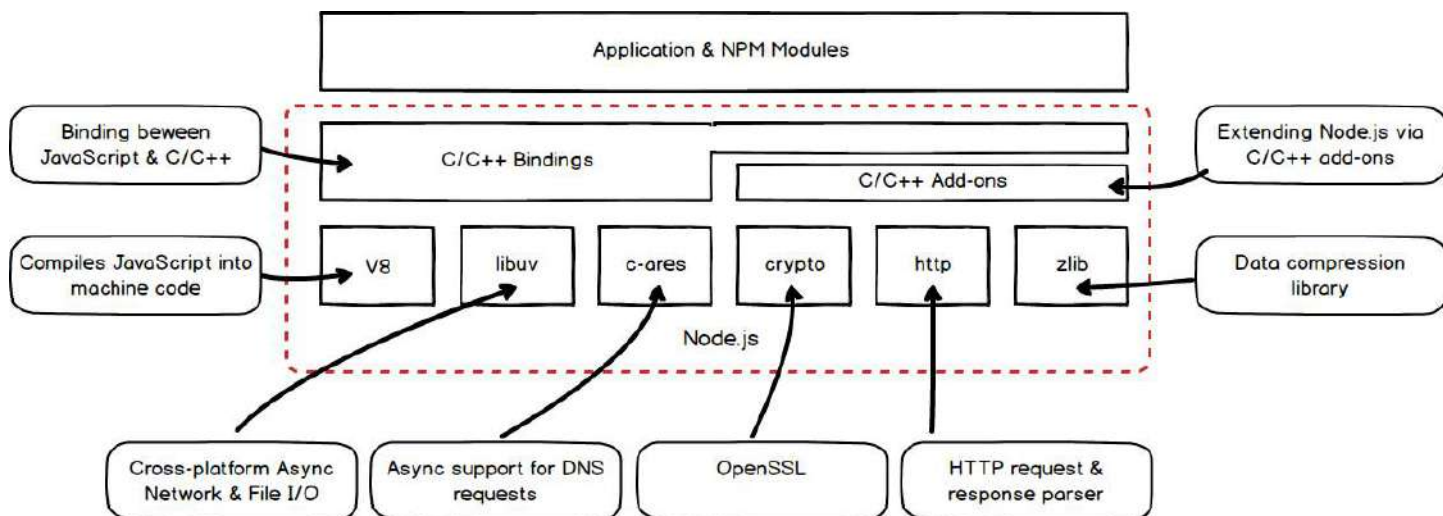 Application & NPM Modules
Binding beween
JavaScript & C/C++
C/C++ Bindings
Extending Node.js via
C/C++ add-ons
C/C++ Add-ons
Compiles JavaScript into
machine code
V8
libuv
c-ares
crypto
http
zlib
Data compression
library
Node.js
Cross-platform Async
Network & File I/O
Async support for DNS
requests
OpenSSL
HTTP request &
response parser